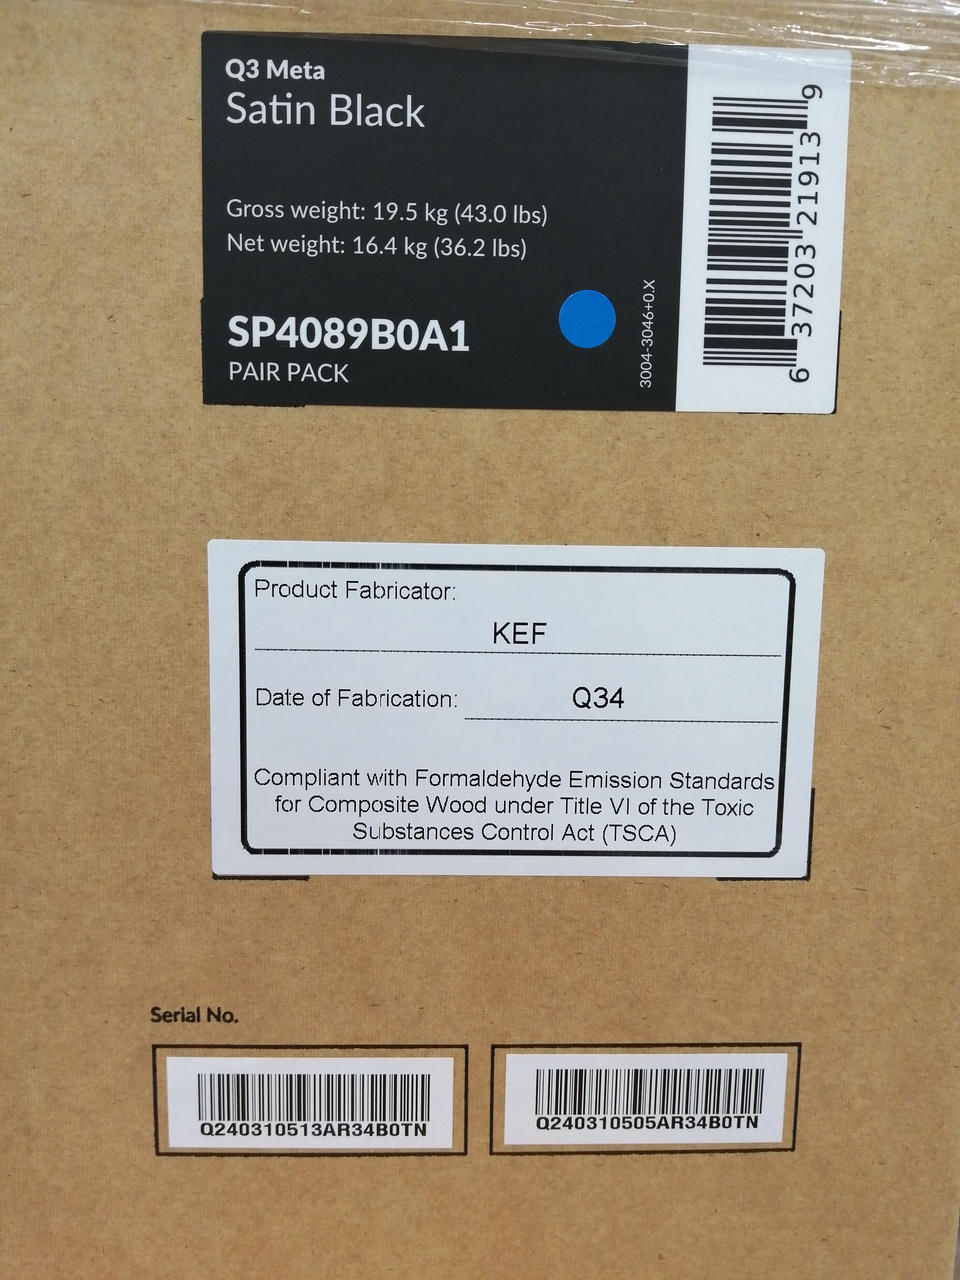 Q3 Meta
Satin Black
Gross weight: 19.5 kg (43.0 lbs)
Net weight: 16.4 kg (36.2 lbs)
SP4089B0A1
PAIR PACK
3004-3046+0.X
6 37203 21913 9
Product Fabricator:
KEF
Date of Fabrication: Q34
Compliant with Formaldehyde Emission Standards
for Composite Wood under Title VI of the Toxic
Substances Control Act (TSCA)
Serial No.
Q240310513AR34B0TN
Q240310505AR34B0TN